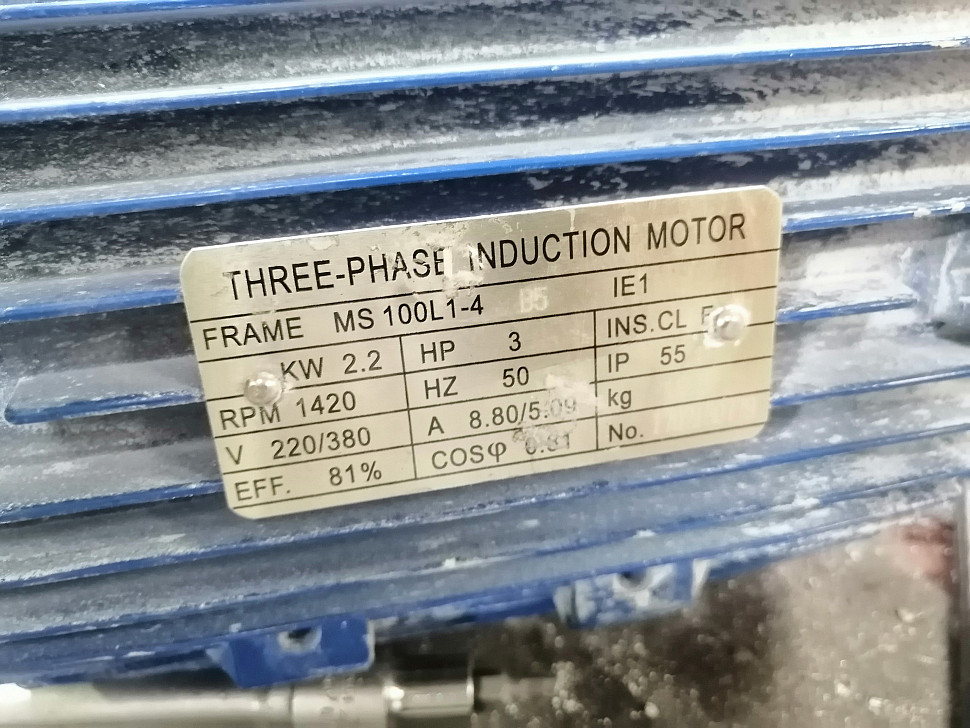 THREE-PHASE INDUCTION MOTOR
FRAME MS 100L1-4 B5 IE1
KW 2.2 HP 3 INS.CL F
RPM 1420 HZ 50 IP 55
V 220/380 A 8.80/5.09 kg
EFF. 81% COSφ 0.81 No.